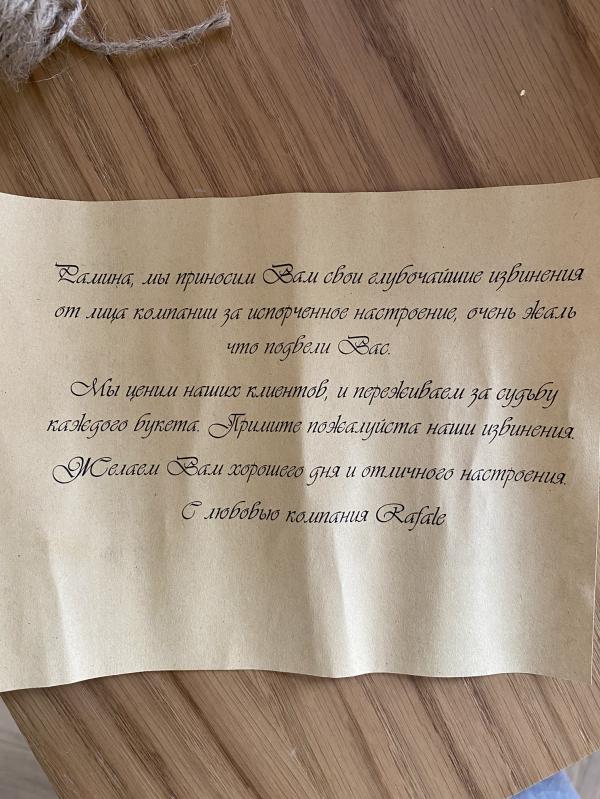 Рамина, мы приносим Вам свои глубочайшие извинения
от лица компании за испорченное настроение, очень жаль
что подвели Вас.
Мы ценим наших клиентов, и переживаем за судьбу
каждого букета. Примите пожалуйста наши извинения.
Желаем Вам хорошего дня и отличного настроения.
С любовью компания Rafale